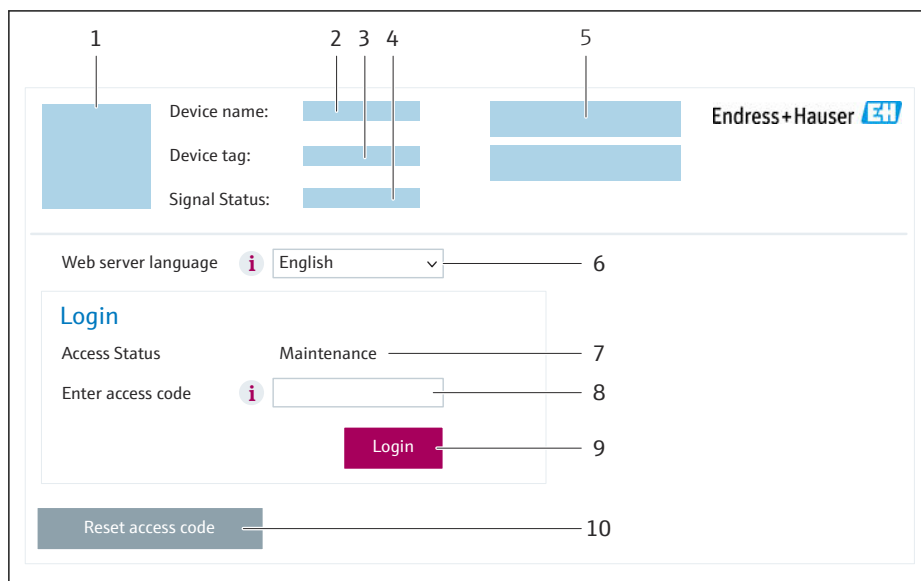 1 2 3 4 5
Device name:
Endress+Hauser EH
Device tag:
Signal Status:
Web server language i English 6
Login
Access Status Maintenance 7
Enter access code i 8
Login 9
Reset access code 10